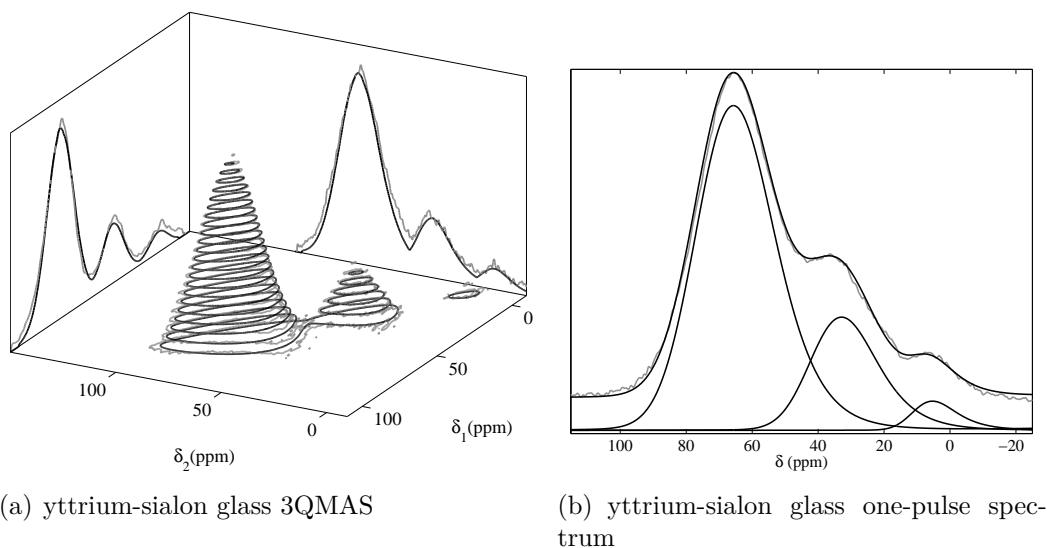 100
50
0
δ2(ppm)
100
50
0
δ1(ppm)
100 80 60 40 20 0 −20
δ (ppm)
(a) yttrium-sialon glass 3QMAS
(b) yttrium-sialon glass one-pulse spec-
trum